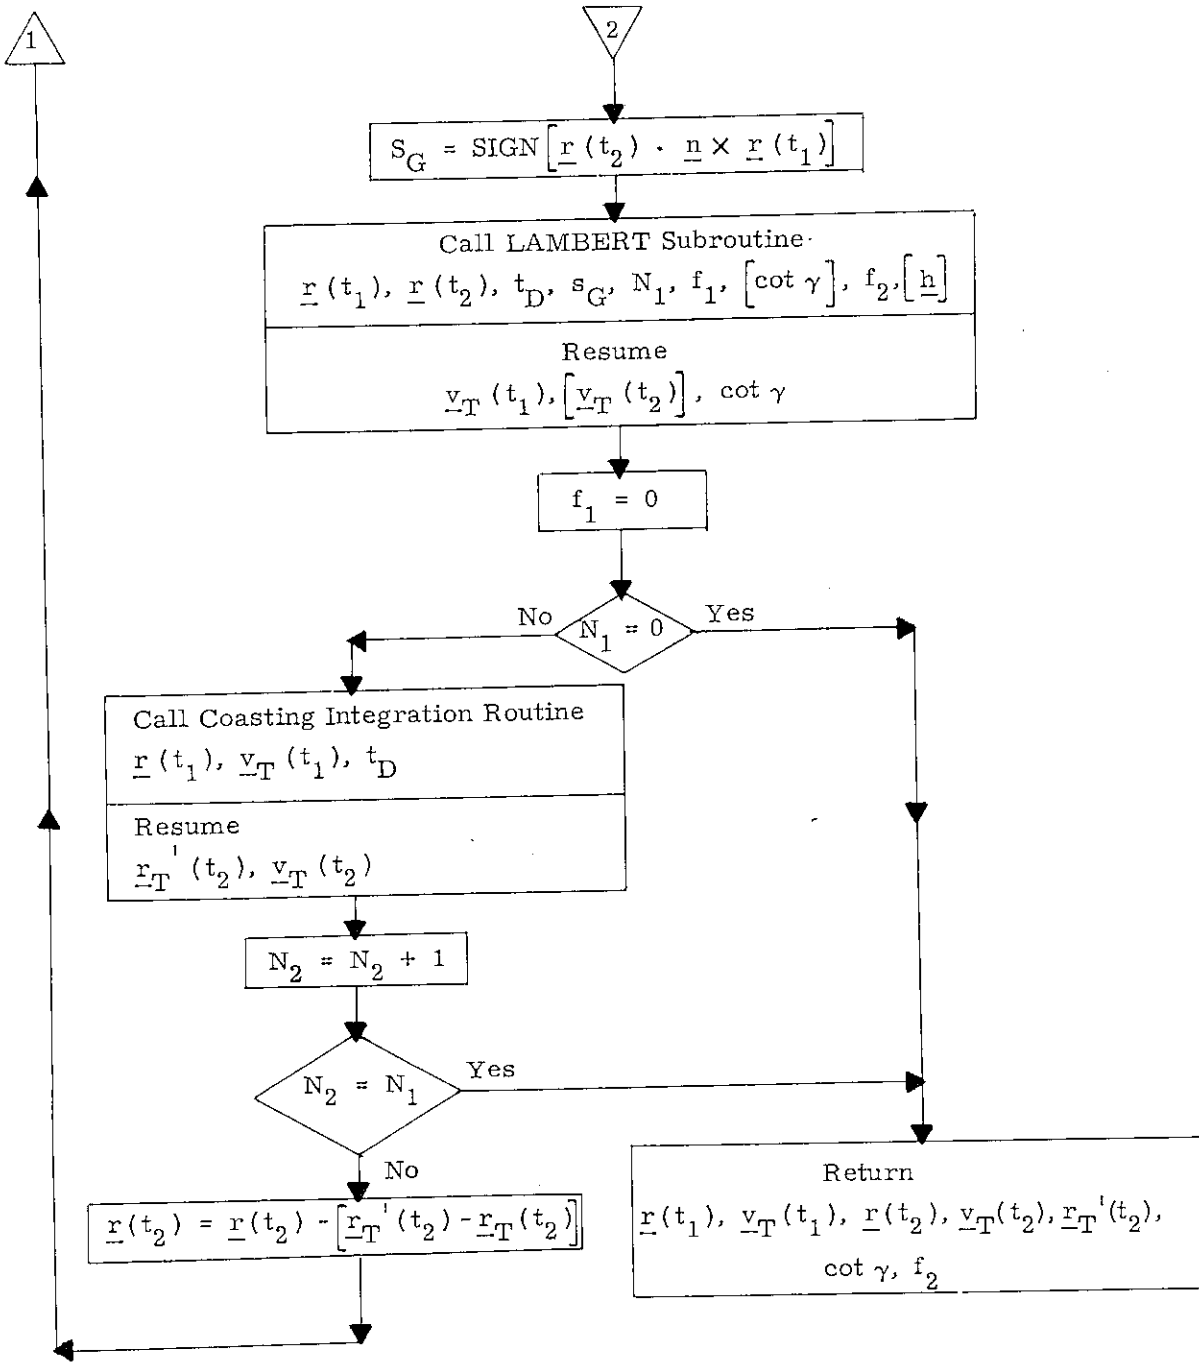 1
2
S_G = SIGN [r(t_2) · n × r(t_1)]
Call LAMBERT Subroutine
r(t_1), r(t_2), t_D, s_G, N_1, f_1, [cot γ], f_2, [h]
Resume
v_T(t_1), [v_T(t_2)], cot γ
f_1 = 0
No
N_1 = 0
Yes
Call Coasting Integration Routine
r(t_1), v_T(t_1), t_D
Resume
r_T'(t_2), v_T(t_2)
N_2 = N_2 + 1
N_2 = N_1
Yes
No
r(t_2) = r(t_2) - [r_T'(t_2) - r_T(t_2)]
Return
r(t_1), v_T(t_1), r(t_2), v_T(t_2), r_T'(t_2),
cot γ, f_2